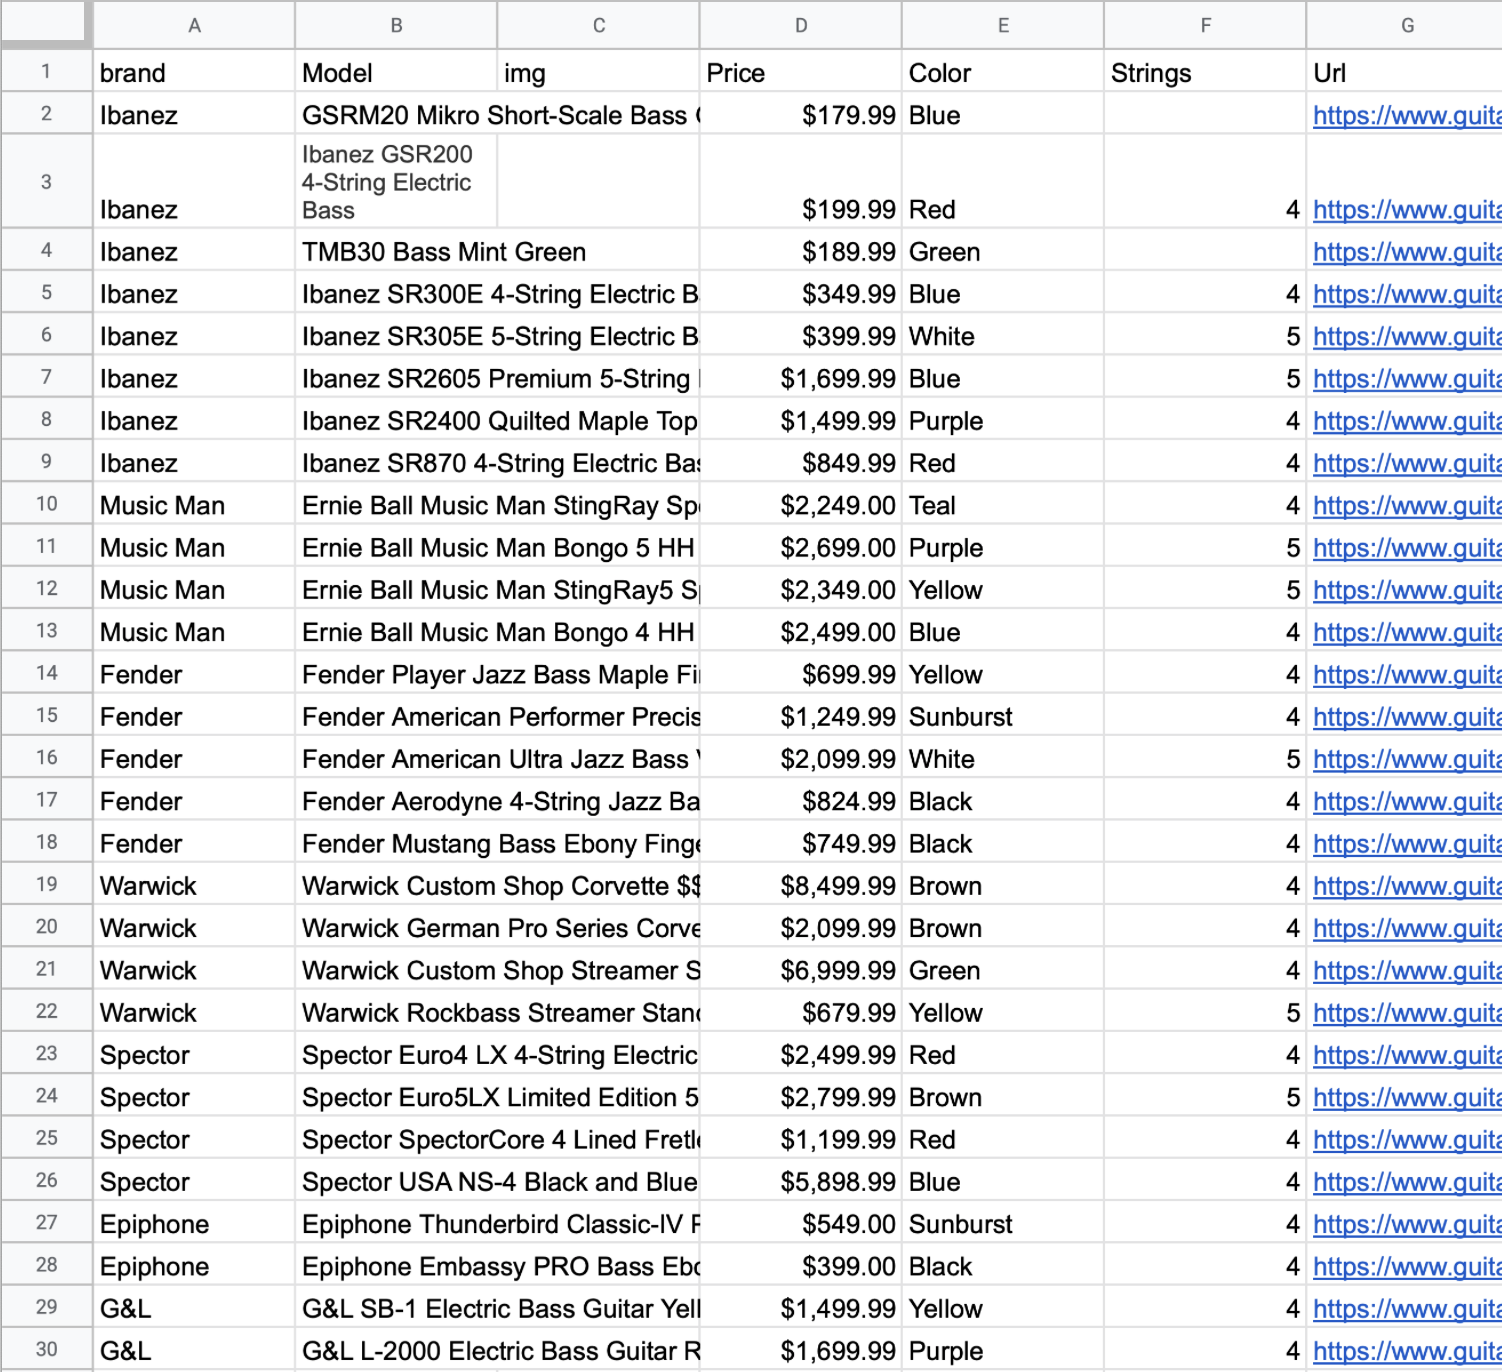 A B C D E F G
1 brand Model img Price Color Strings Url
2 Ibanez GSRM20 Mikro Short-Scale Bass $179.99 Blue https://www.guita
3 Ibanez Ibanez GSR200 4-String Electric Bass $199.99 Red 4 https://www.guita
4 Ibanez TMB30 Bass Mint Green $189.99 Green https://www.guita
5 Ibanez Ibanez SR300E 4-String Electric B $349.99 Blue 4 https://www.guita
6 Ibanez Ibanez SR305E 5-String Electric B $399.99 White 5 https://www.guita
7 Ibanez Ibanez SR2605 Premium 5-String $1,699.99 Blue 5 https://www.guita
8 Ibanez Ibanez SR2400 Quilted Maple Top $1,499.99 Purple 4 https://www.guita
9 Ibanez Ibanez SR870 4-String Electric Bas $849.99 Red 4 https://www.guita
10 Music Man Ernie Ball Music Man StingRay Sp $2,249.00 Teal 4 https://www.guita
11 Music Man Ernie Ball Music Man Bongo 5 HH $2,699.00 Purple 5 https://www.guita
12 Music Man Ernie Ball Music Man StingRay5 S $2,349.00 Yellow 5 https://www.guita
13 Music Man Ernie Ball Music Man Bongo 4 HH $2,499.00 Blue 4 https://www.guita
14 Fender Fender Player Jazz Bass Maple Fi $699.99 Yellow 4 https://www.guita
15 Fender Fender American Performer Precis $1,249.99 Sunburst 4 https://www.guita
16 Fender Fender American Ultra Jazz Bass $2,099.99 White 5 https://www.guita
17 Fender Fender Aerodyne 4-String Jazz Ba $824.99 Black 4 https://www.guita
18 Fender Fender Mustang Bass Ebony Finge $749.99 Black 4 https://www.guita
19 Warwick Warwick Custom Shop Corvette $$ $8,499.99 Brown 4 https://www.guita
20 Warwick Warwick German Pro Series Corve $2,099.99 Brown 4 https://www.guita
21 Warwick Warwick Custom Shop Streamer S $6,999.99 Green 4 https://www.guita
22 Warwick Warwick Rockbass Streamer Stan $679.99 Yellow 5 https://www.guita
23 Spector Spector Euro4 LX 4-String Electric $2,499.99 Red 4 https://www.guita
24 Spector Spector Euro5LX Limited Edition 5 $2,799.99 Brown 5 https://www.guita
25 Spector Spector SpectorCore 4 Lined Fretle $1,199.99 Red 4 https://www.guita
26 Spector Spector USA NS-4 Black and Blue $5,898.99 Blue 4 https://www.guita
27 Epiphone Epiphone Thunderbird Classic-IV $549.00 Sunburst 4 https://www.guita
28 Epiphone Epiphone Embassy PRO Bass Ebo $399.00 Black 4 https://www.guita
29 G&L G&L SB-1 Electric Bass Guitar Yell $1,499.99 Yellow 4 https://www.guita
30 G&L G&L L-2000 Electric Bass Guitar R $1,699.99 Purple 4 https://www.guita